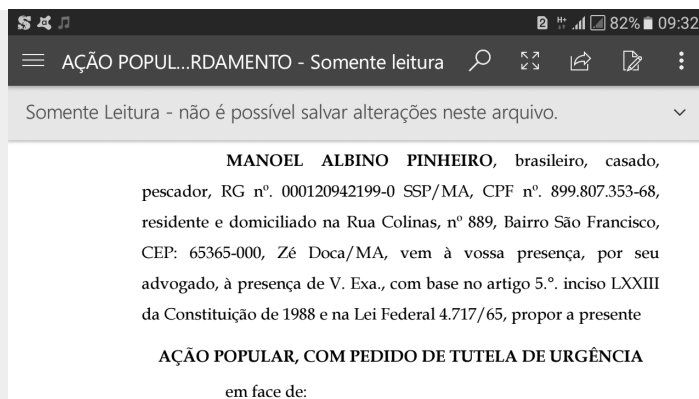 82% 09:32
AÇÃO POPUL...RDAMENTO - Somente leitura
Somente Leitura - não é possível salvar alterações neste arquivo.
MANOEL ALBINO PINHEIRO, brasileiro, casado,
pescador, RG nº. 000120942199-0 SSP/MA, CPF nº. 899.807.353-68,
residente e domiciliado na Rua Colinas, nº 889, Bairro São Francisco,
CEP: 65365-000, Zé Doca/MA, vem à vossa presença, por seu
advogado, à presença de V. Exa., com base no artigo 5.°. inciso LXXIII
da Constituição de 1988 e na Lei Federal 4.717/65, propor a presente
AÇÃO POPULAR, COM PEDIDO DE TUTELA DE URGÊNCIA
em face de: